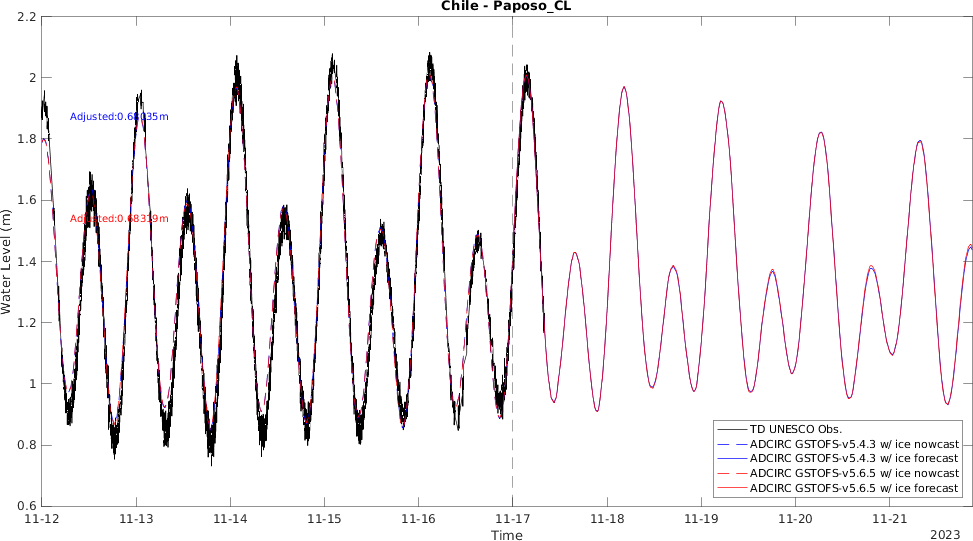 Chile - Paposo_CL
2.2
2
1.8
1.6
1.4
1.2
1
0.8
0.6
Water Level (m)
Adjusted:0.68035m
Adjusted:0.68319m
TD UNESCO Obs.
ADCIRC GSTOFS-v5.4.3 w/ ice nowcast
ADCIRC GSTOFS-v5.4.3 w/ ice forecast
ADCIRC GSTOFS-v5.6.5 w/ ice nowcast
ADCIRC GSTOFS-v5.6.5 w/ ice forecast
11-12 11-13 11-14 11-15 11-16 11-17 11-18 11-19 11-20 11-21
Time
2023